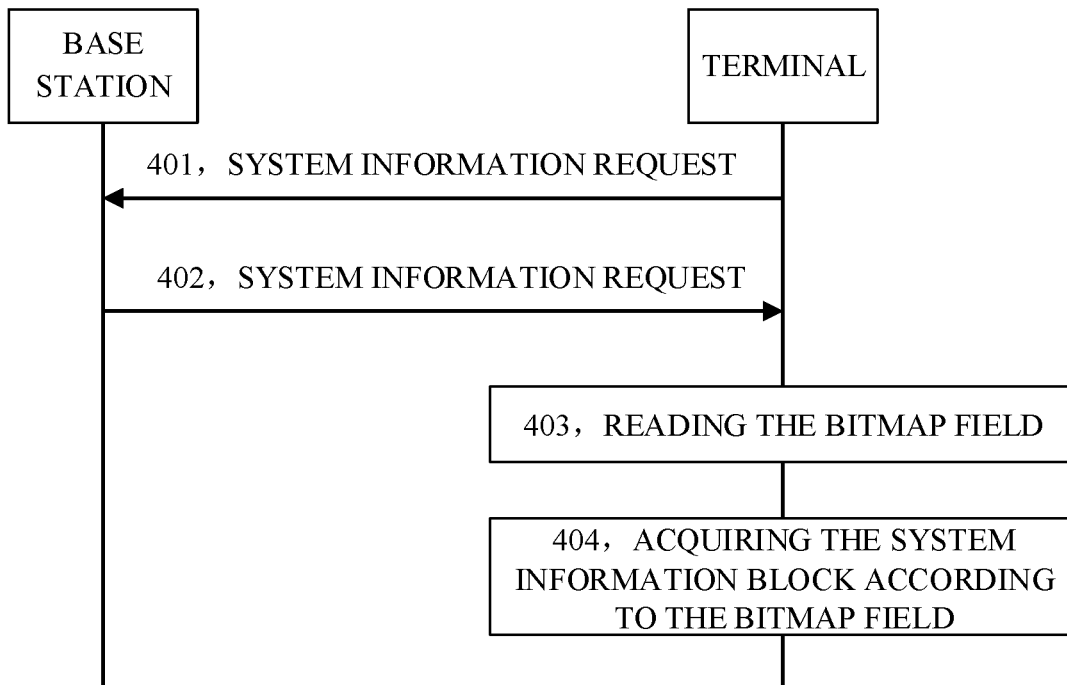 BASE
STATION
TERMINAL
401, SYSTEM INFORMATION REQUEST
402, SYSTEM INFORMATION REQUEST
403, READING THE BITMAP FIELD
404, ACQUIRING THE SYSTEM
INFORMATION BLOCK ACCORDING
TO THE BITMAP FIELD